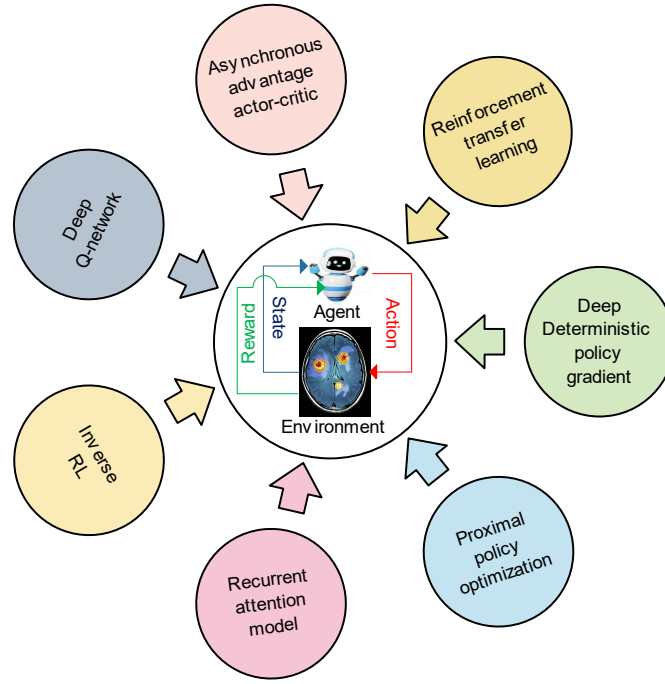 Asynchronous
advantage
actor-critic
Reinforcement
transfer
learning
Deep
Q-network
Deep
Deterministic
policy
gradient
Inverse
RL
Proximal
policy
optimization
Recurrent
attention
model
Agent
Reward
State
Action
Environment